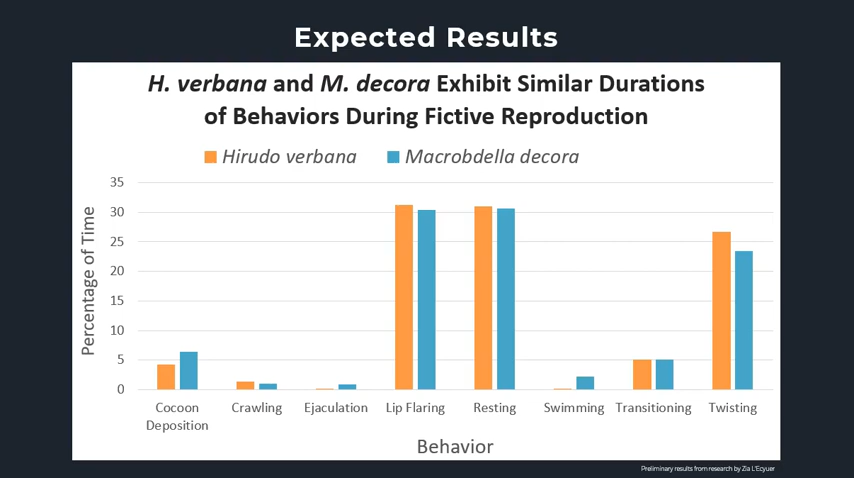 Expected Results
H. verbana and M. decora Exhibit Similar Durations
of Behaviors During Fictive Reproduction
Hirudo verbana Macrobdella decora
35
30
25
20
15
10
5
0
Percentage of Time
Cocoon Deposition
Crawling
Ejaculation
Lip Flaring
Resting
Swimming
Transitioning
Twisting
Behavior
Preliminary results from research by Zia L'Ecyuer